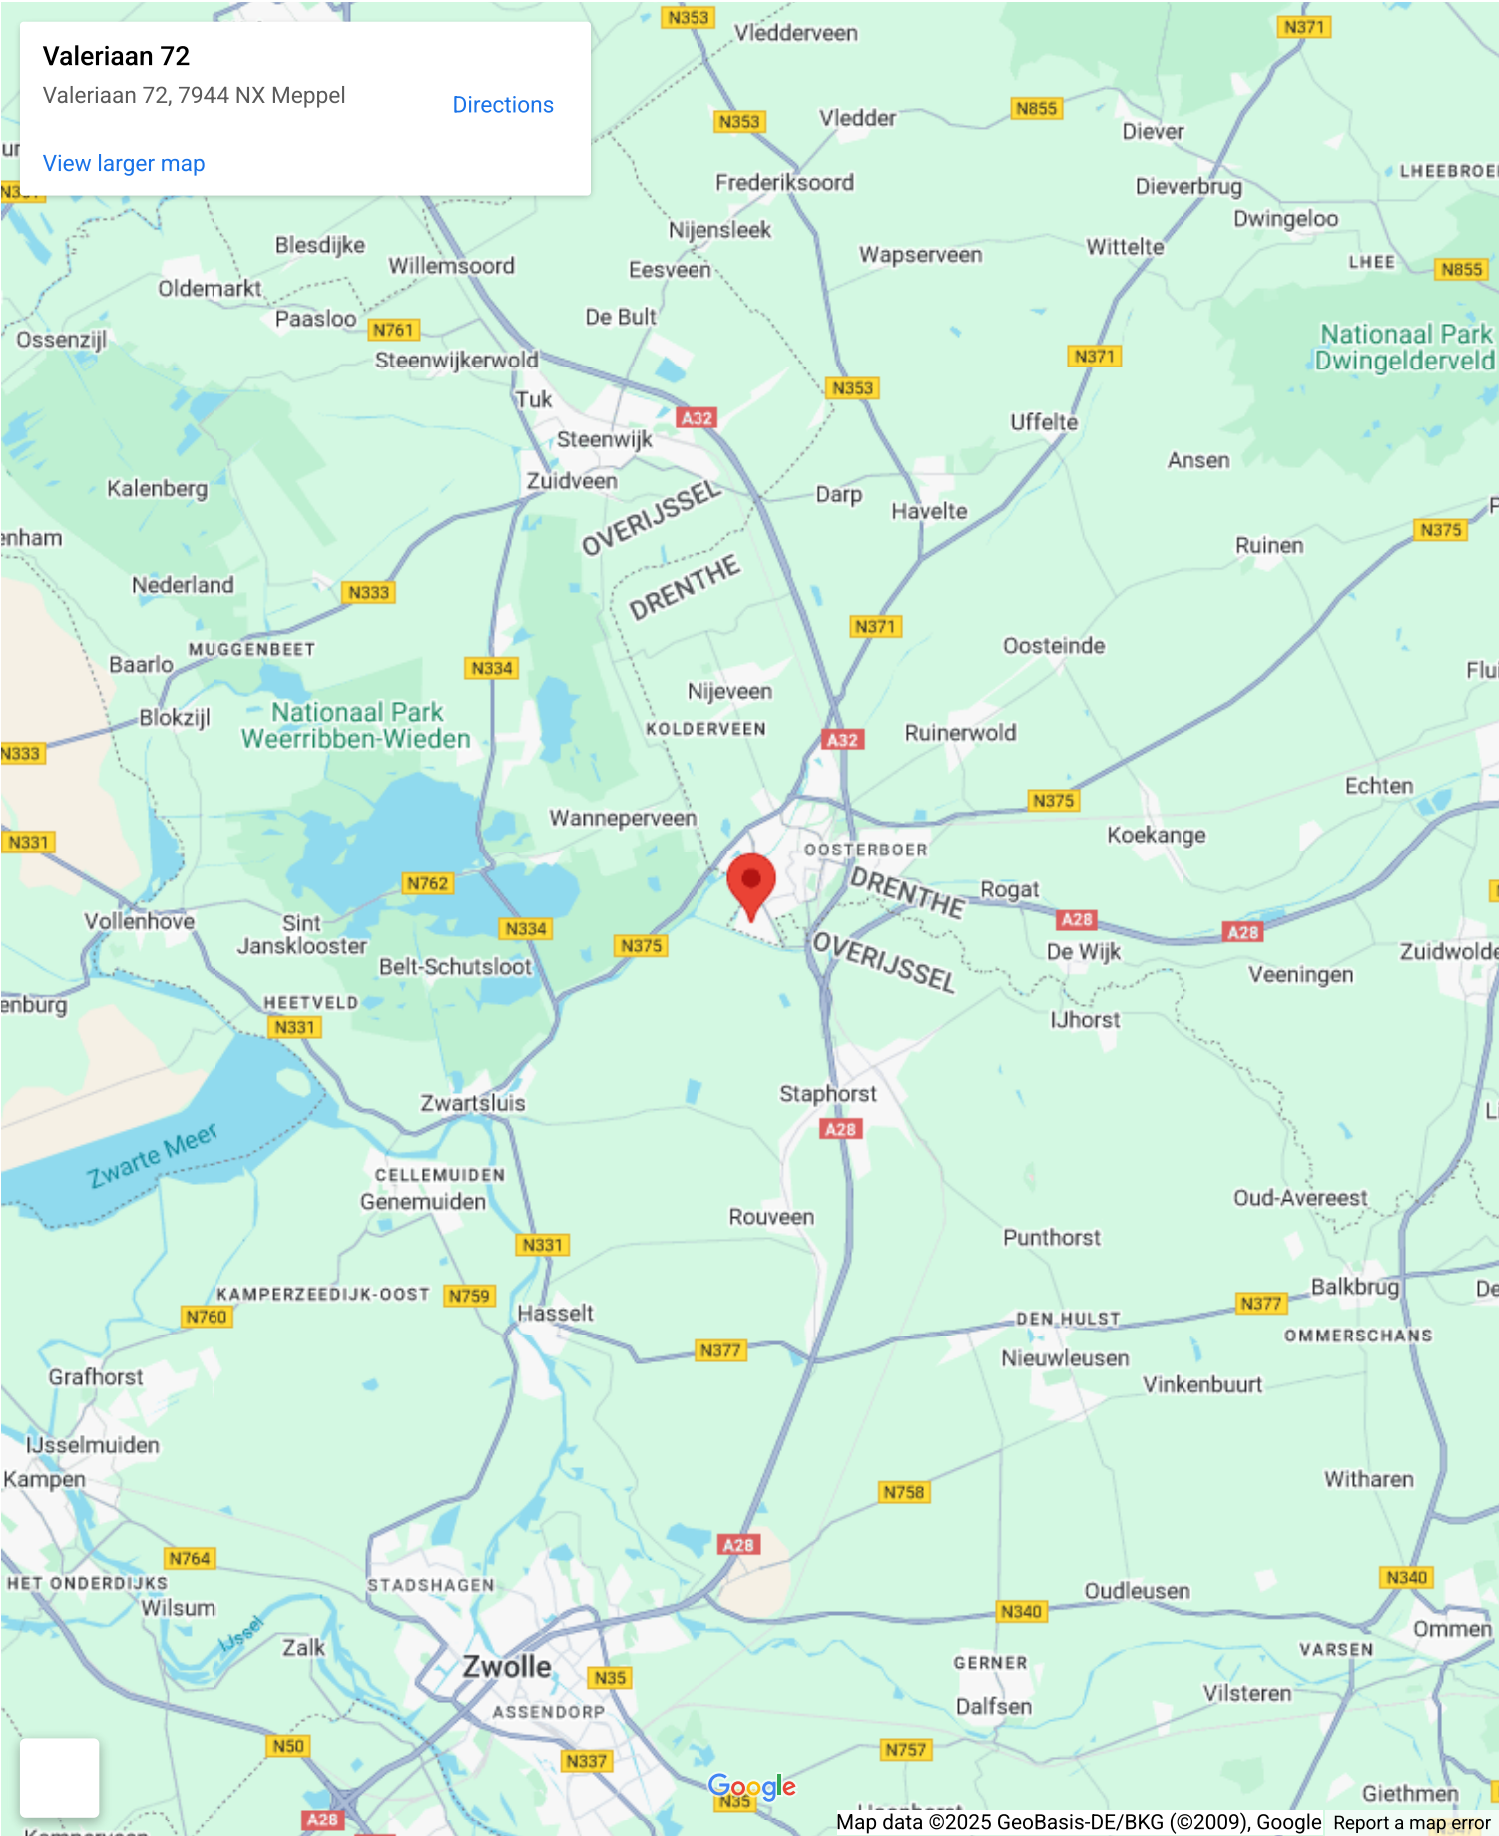 Valeriaan 72
Valeriaan 72, 7944 NX Meppel
Directions
View larger map
N353
Vledderveen
N371
N353
Vledder
N855
Diever
LHEEBROE
Frederiksoord
Dieverbrug
Nijensleek
Dwingeloo
Blesdijke
Willemsoord
Eesveen
Wapserveen
Wittelte
LHEE
N855
Oldemarkt
Paasloo
N761
De Bult
Ossenzijl
Steenwijkerwold
N371
Nationaal Park
Dwingelderveld
Tuk
A32
N353
Steenwijk
Uffelte
Ansen
Kalenberg
Zuidveen
OVERIJSSEL
Darp
Havelte
N375
enham
Ruinen
Nederland
N333
DRENTHE
N371
MUGGENBEET
Baarlo
N334
Oosteinde
Flui
Nijeveen
Blokzijl
Nationaal Park
Weerribben-Wieden
KOLDERVEEN
A32
Ruinerwold
N333
Echten
N375
Wanneperveen
Koekange
N331
OOSTERBOER
N762
DRENTHE
Rogat
Vollenhove
Sint
Jansklooster
N334
N375
A28
A28
OVERIJSSEL
De Wijk
Zuidwolde
Belt-Schutsloot
Veeningen
enburg
HEETVELD
N331
IJhorst
Zwartsluis
Staphorst
A28
Zwarte Meer
CELLEMUIDEN
Genemuiden
Oud-Avereest
Rouveen
N331
Punthorst
KAMPERZEEDIJK-OOST
N759
Balkbrug
De
N760
Hasselt
N377
DEN HULST
OMMERSCHANS
N377
Nieuwleusen
Grafhorst
Vinkenbuurt
IJsselmuiden
Kampen
Witharen
N758
A28
N764
HET ONDERDIJKS
STADSHAGEN
N340
Wilsum
N340
Oudleusen
IJssel
Zalk
Ommen
VARSEN
Zwolle
N35
GERNER
Dalfsen
Vilsteren
ASSENDORP
N50
N337
N757
Google
N35
Giethmen
A28
Map data ©2025 GeoBasis-DE/BKG (©2009), Google
Report a map error